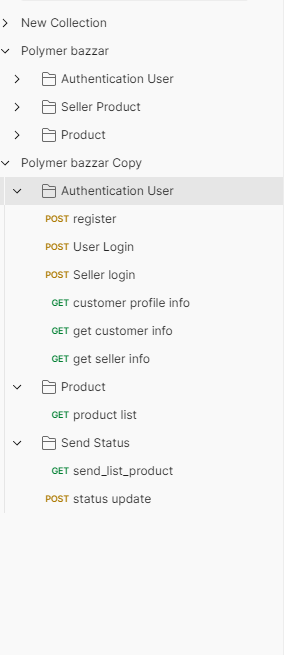 New Collection
Polymer bazzar
Authentication User
Seller Product
Product
Polymer bazzar Copy
Authentication User
POST register
POST User Login
POST Seller login
GET customer profile info
GET get customer info
GET get seller info
Product
GET product list
Send Status
GET send_list_product
POST status update